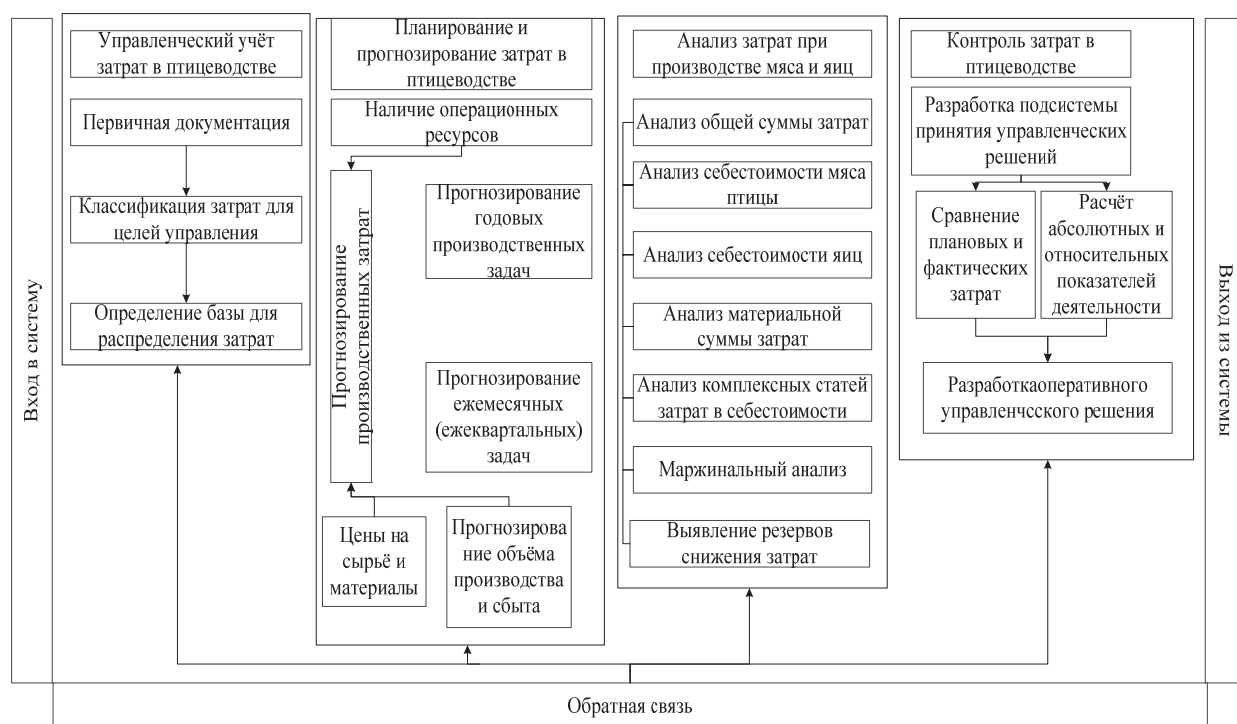 Вход в систему
Управленческий учёт
затрат в птицеводстве
Первичная документация
Классификация затрат для
целей управления
Определение базы для
распределения затрат
Планирование и
прогнозирование затрат в
птицеводстве
Наличие операционных
ресурсов
Прогнозирование
производственных затрат
Прогнозирование
годовых
производственных
задач
Прогнозирование
ежемесячных
(ежеквартальных)
задач
Цены на
сырьё и
материалы
Прогнозирова
ние объёма
производства
и сбыта
Анализ затрат при
производстве мяса и яиц
Анализ общей суммы затрат
Анализ себестоимости мяса
птицы
Анализ себестоимости яиц
Анализ материальной
суммы затрат
Анализ комплексных статей
затрат в себестоимости
Маржинальный анализ
Выявление резервов
снижения затрат
Контроль затрат в
птицеводстве
Разработка подсистемы
принятия управленческих
решений
Сравнение
плановых и
фактических
затрат
Расчёт
абсолютных и
относительных
показателей
деятельности
Разработкаоперативного
управленчсского решения
Выход из системы
Обратная связь